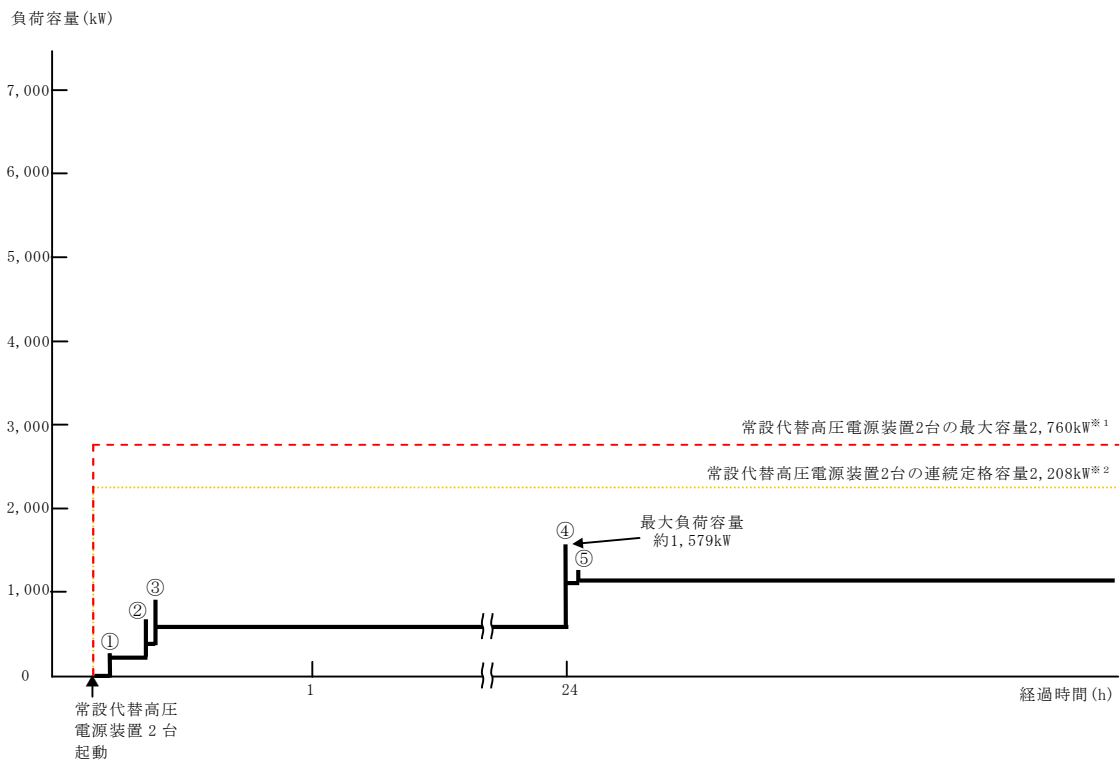 負荷容量(kW)
7,000
6,000
5,000
4,000
3,000
常設代替高圧電源装置2台の最大容量2,760kW※1
常設代替高圧電源装置2台の連続定格容量2,208kW※2
2,000
④
最大負荷容量
約1,579kW
⑤
1,000
③
②
①
0
1
24
経過時間(h)
常設代替高圧
電源装置2台
起動